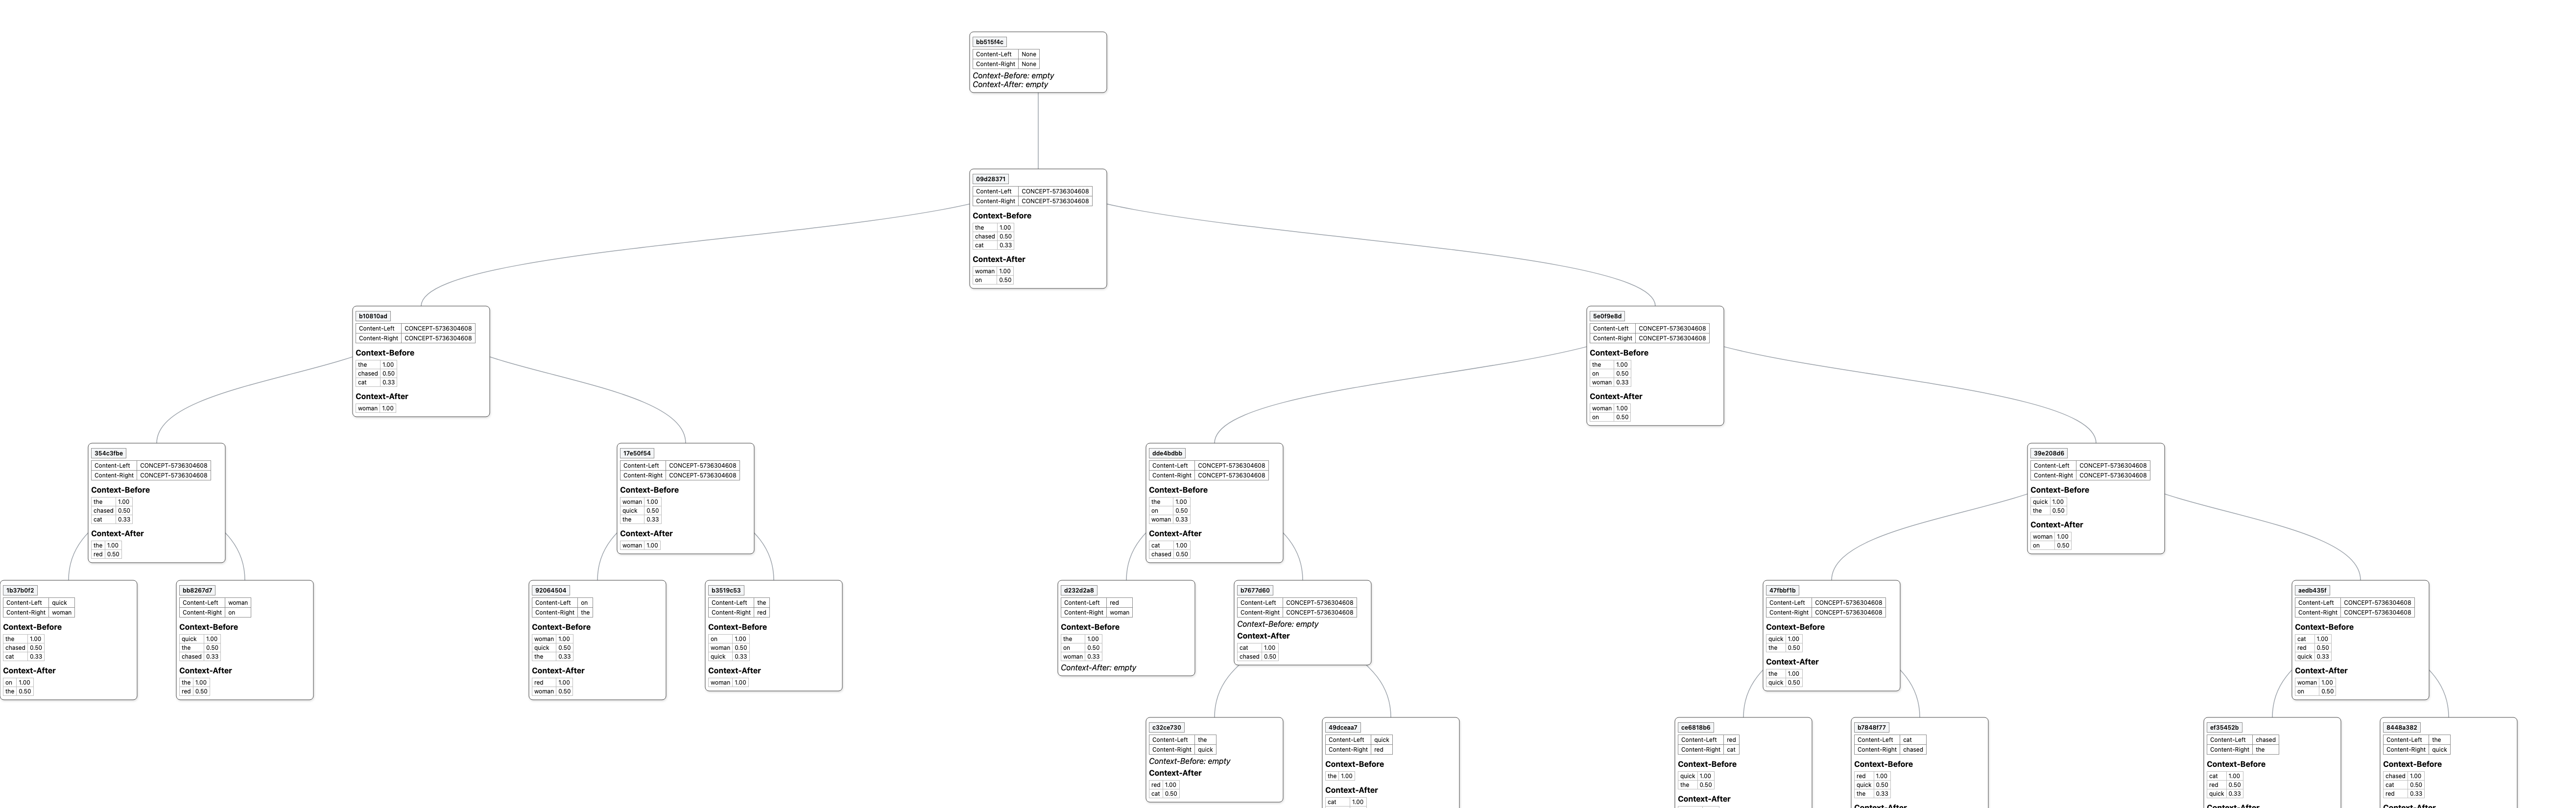 bb515f4c
Content-Left None
Content-Right None
Context-Before: empty
Context-After: empty
09d28371
Content-Left CONCEPT-5736304608
Content-Right CONCEPT-5736304608
Context-Before
the 1.00
chased 0.50
cat 0.33
Context-After
woman 1.00
on 0.50
b10810ad
Content-Left CONCEPT-5736304608
Content-Right CONCEPT-5736304608
Context-Before
the 1.00
chased 0.50
cat 0.33
Context-After
woman 1.00
5e0f9e8d
Content-Left CONCEPT-5736304608
Content-Right CONCEPT-5736304608
Context-Before
the 1.00
on 0.50
woman 0.33
Context-After
woman 1.00
on 0.50
354c3fbe
Content-Left CONCEPT-5736304608
Content-Right CONCEPT-5736304608
Context-Before
the 1.00
chased 0.50
cat 0.33
Context-After
the 1.00
red 0.50
17e50f54
Content-Left CONCEPT-5736304608
Content-Right CONCEPT-5736304608
Context-Before
woman 1.00
quick 0.50
the 0.33
Context-After
woman 1.00
dde4bdbb
Content-Left CONCEPT-5736304608
Content-Right CONCEPT-5736304608
Context-Before
the 1.00
on 0.50
woman 0.33
Context-After
cat 1.00
chased 0.50
39e208d6
Content-Left CONCEPT-5736304608
Content-Right CONCEPT-5736304608
Context-Before
quick 1.00
the 0.50
Context-After
woman 1.00
on 0.50
1b37b0f2
Content-Left quick
Content-Right woman
Context-Before
the 1.00
chased 0.50
cat 0.33
Context-After
on 1.00
the 0.50
bb8267d7
Content-Left woman
Content-Right on
Context-Before
quick 1.00
the 0.50
chased 0.33
Context-After
the 1.00
red 0.50
92064504
Content-Left on
Content-Right the
Context-Before
woman 1.00
quick 0.50
the 0.33
Context-After
red 1.00
woman 0.50
b3519c53
Content-Left the
Content-Right red
Context-Before
on 1.00
woman 0.50
quick 0.33
Context-After
woman 1.00
d232d2a8
Content-Left red
Content-Right woman
Context-Before
the 1.00
on 0.50
woman 0.33
Context-After: empty
b7677d60
Content-Left CONCEPT-5736304608
Content-Right CONCEPT-5736304608
Context-Before: empty
Context-After
cat 1.00
chased 0.50
47fbbf1b
Content-Left CONCEPT-5736304608
Content-Right CONCEPT-5736304608
Context-Before
quick 1.00
the 0.50
Context-After
the 1.00
quick 0.50
aedb435f
Content-Left CONCEPT-5736304608
Content-Right CONCEPT-5736304608
Context-Before
cat 1.00
red 0.50
quick 0.33
Context-After
woman 1.00
on 0.50
c32ce730
Content-Left the
Content-Right quick
Context-Before: empty
Context-After
red 1.00
cat 0.50
49dceaa7
Content-Left quick
Content-Right red
Context-Before
the 1.00
Context-After
cat 1.00
ce6818b6
Content-Left red
Content-Right cat
Context-Before
quick 1.00
the 0.50
Context-After
b7848f77
Content-Left cat
Content-Right chased
Context-Before
red 1.00
quick 0.50
the 0.33
Context-After
ef35452b
Content-Left chased
Content-Right the
Context-Before
cat 1.00
red 0.50
quick 0.33
Context-After
8448a382
Content-Left the
Content-Right quick
Context-Before
chased 1.00
cat 0.50
red 0.33
Context-After